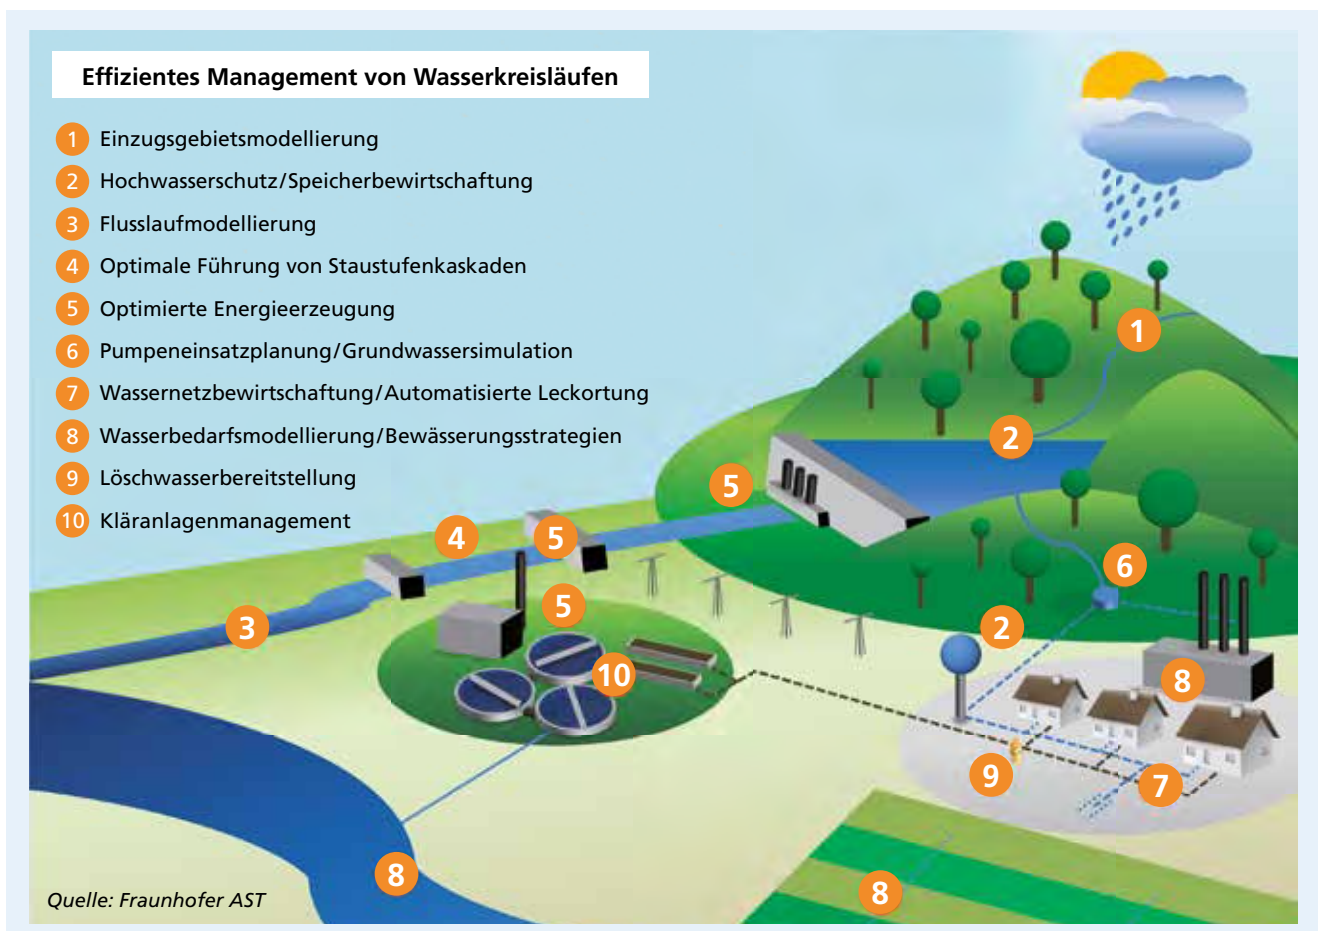 Effizientes Management von Wasserkreisläufen
1 Einzugsgebietsmodellierung
2 Hochwasserschutz/Speicherbewirtschaftung
3 Flusslaufmodellierung
4 Optimale Führung von Staustufenkaskaden
5 Optimierte Energieerzeugung
6 Pumpeneinsatzplanung/Grundwassersimulation
7 Wassernetzbewirtschaftung/Automatisierte Leckortung
8 Wasserbedarfsmodellierung/Bewässerungsstrategien
9 Löschwasserbereitstellung
10 Kläranlagenmanagement
1
2
5
4
5
6
5
3
2
10
8
9
7
8
8
Quelle: Fraunhofer AST